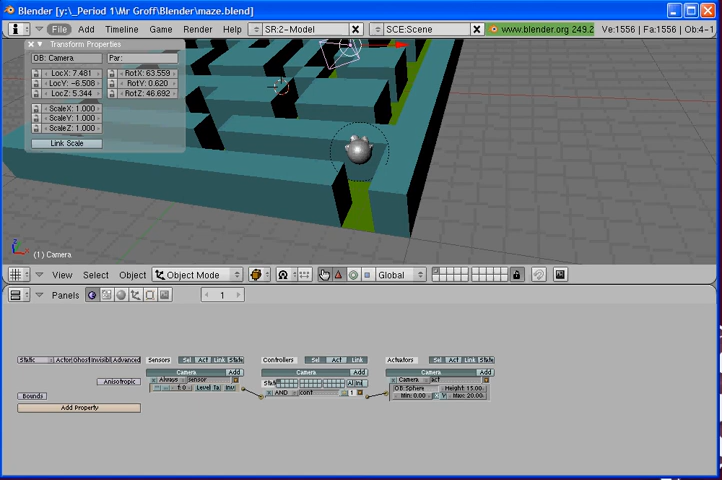 Blender [y:\_Period 1\Mr Groff\Blender\maze.blend]
File Add Timeline Game Render Help SR:2-Model SCE:Scene www.blender.org 249.2 Ve:1556 | Fa:1556 | Ob:4-1
Transform Properties
OB: Camera Par:
LocX: 7.481 RotX: 63.559
LocY: -6.508 RotY: 0.620
LocZ: 5.344 RotZ: 46.692
ScaleX: 1.000
ScaleY: 1.000
ScaleZ: 1.000
Link Scale
(1) Camera
View Select Object Object Mode Global
Panels 1
Static Actor Ghost Invisibl Advanced Sensors Sel Act Link State Controllers Sel Act Link Actuators Sel Act Link State
Camera Add Camera Add Camera Add
Anisotropic Always sensor Camera act
f:0 Level Ta Inv AND cont 1 OB:Sphere Height: 15.00
Bounds Min: 0.00 X Y Max: 20.00
Add Property